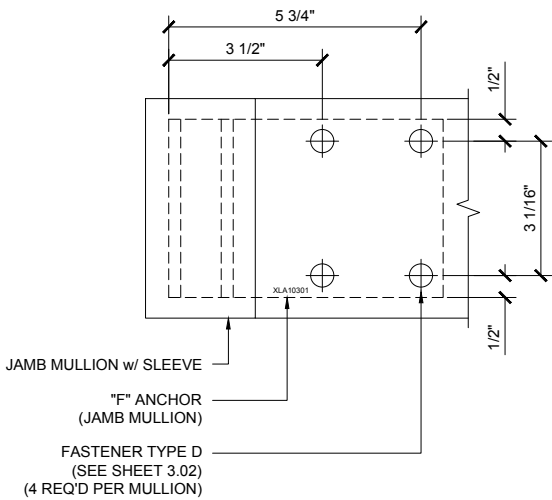 5 3/4"
3 1/2"
1/2"
3 1/16"
XLA10301
1/2"
JAMB MULLION w/ SLEEVE
"F" ANCHOR
(JAMB MULLION)
FASTENER TYPE D
(SEE SHEET 3.02)
(4 REQ'D PER MULLION)